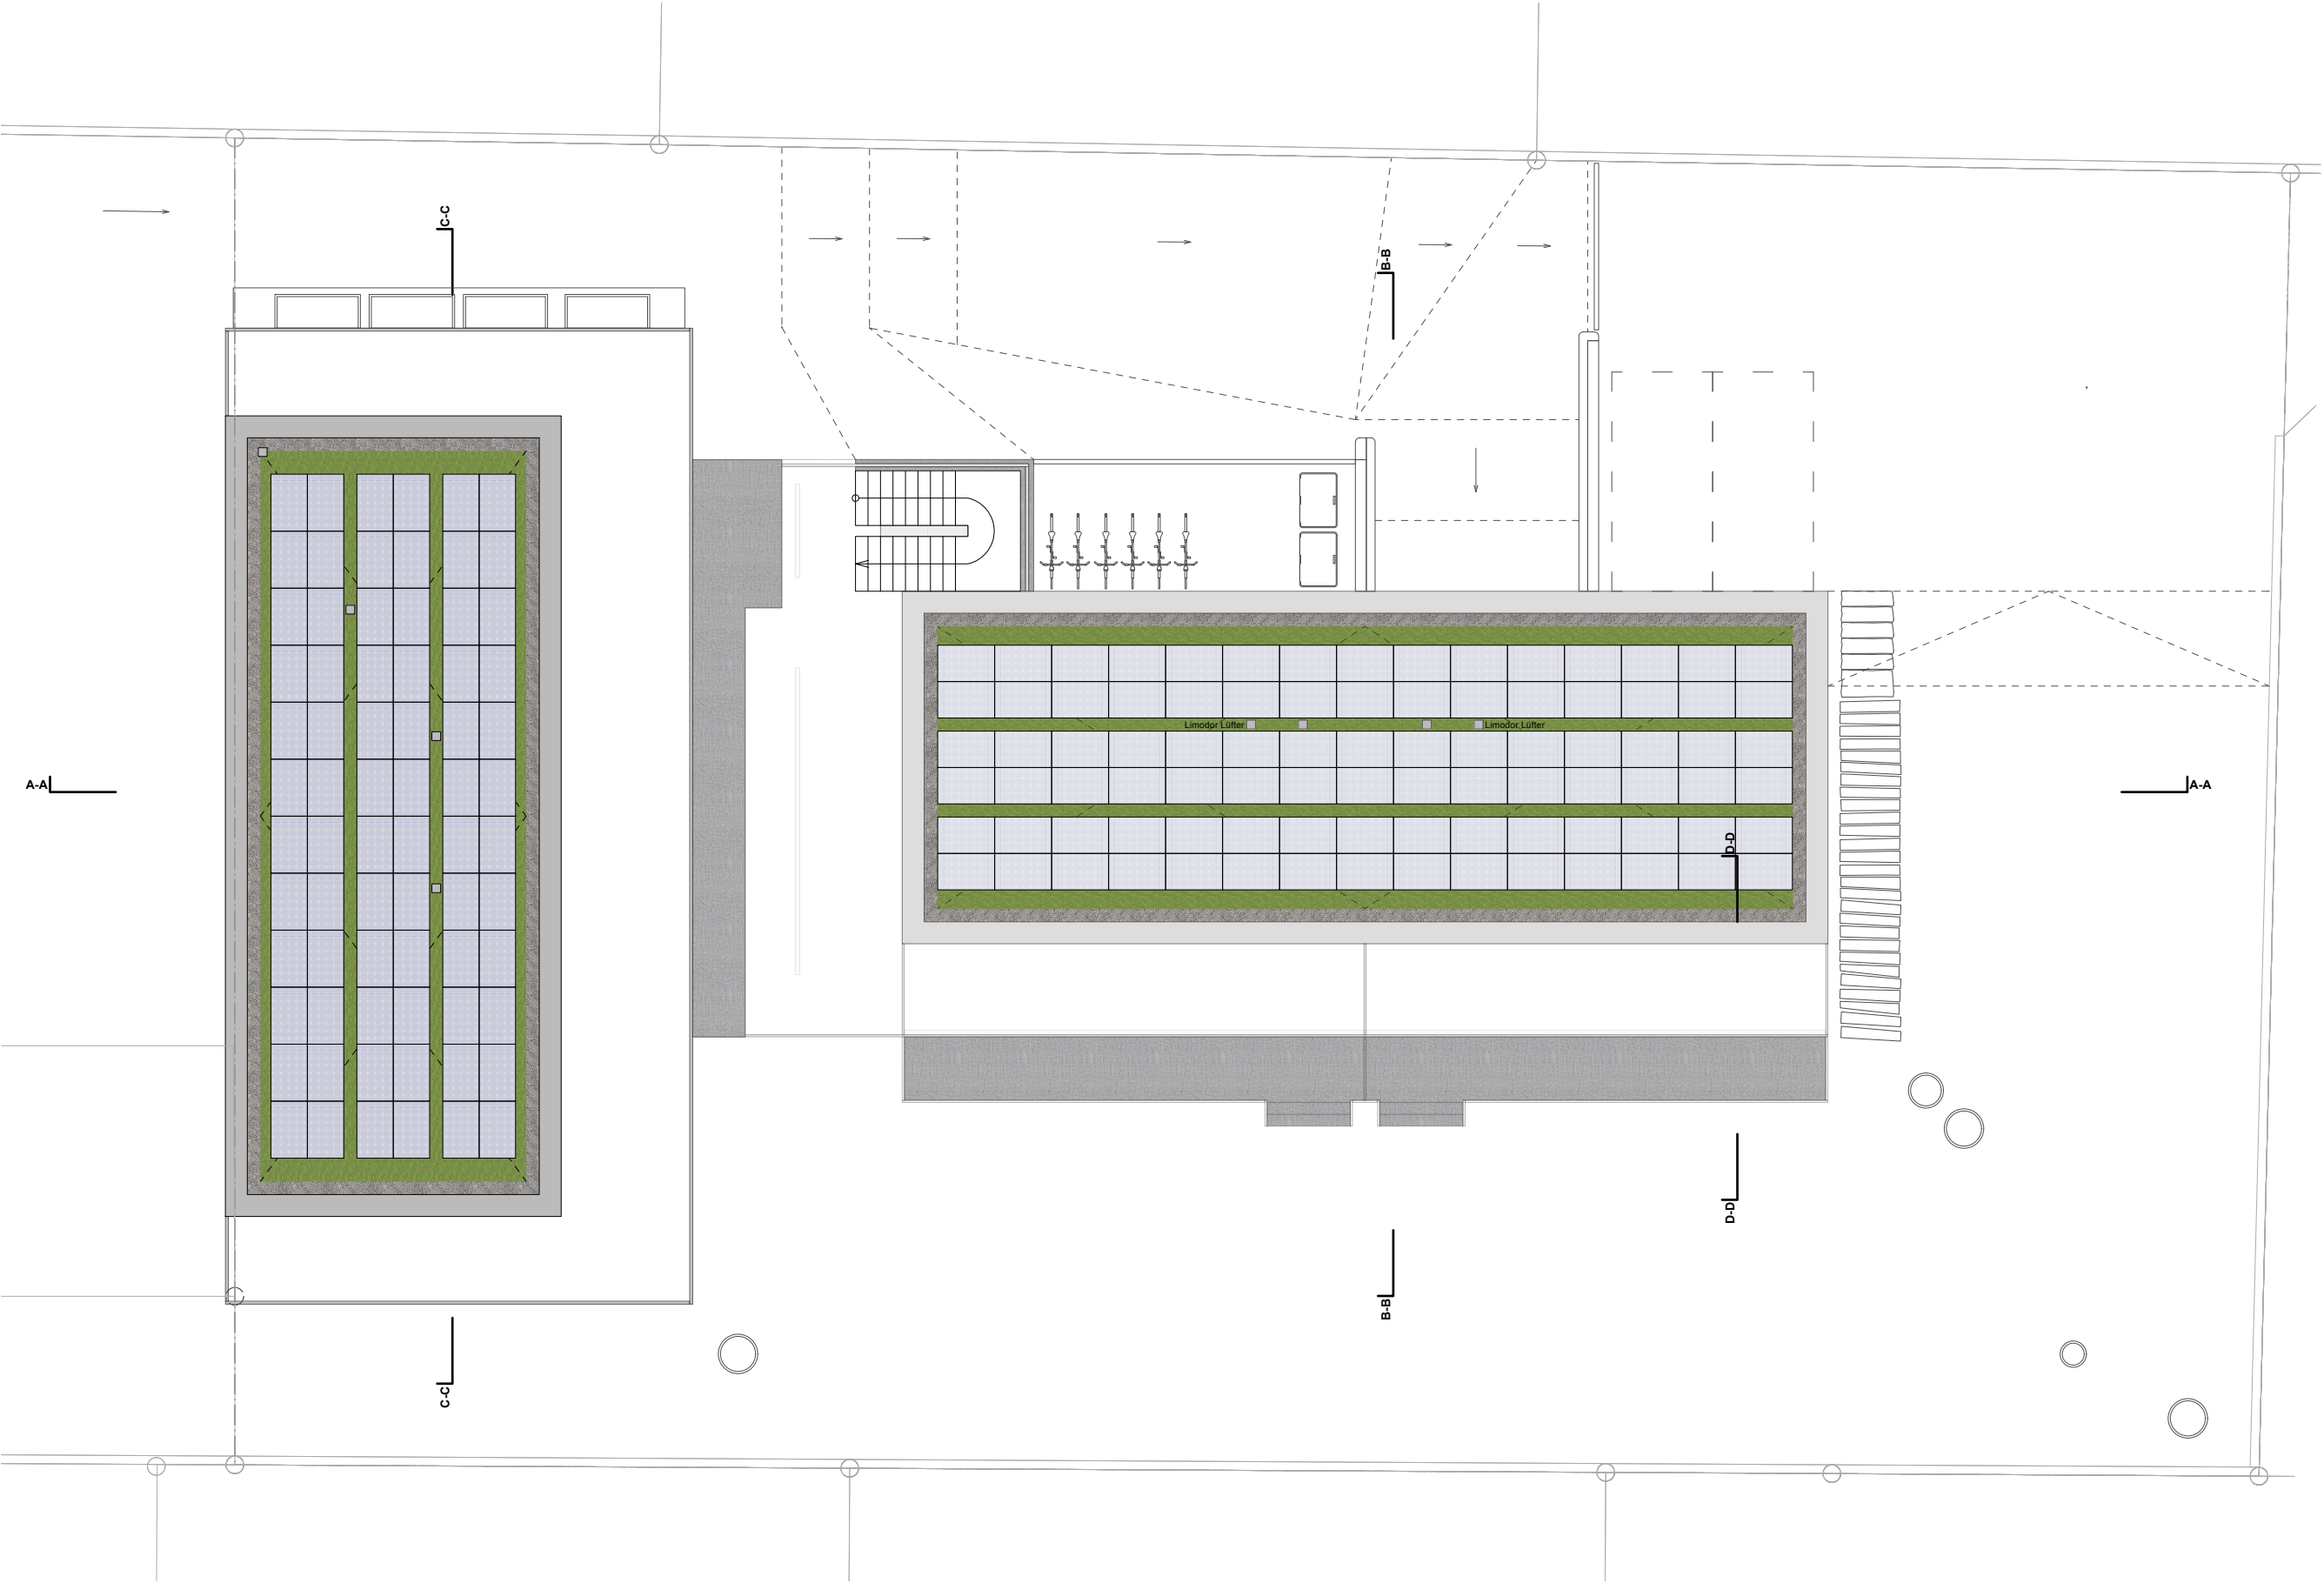 C-C
B-B
Limodor Lüfter
Limodor Lüfter
A-A
A-A
D-D
D-D
B-B
C-C